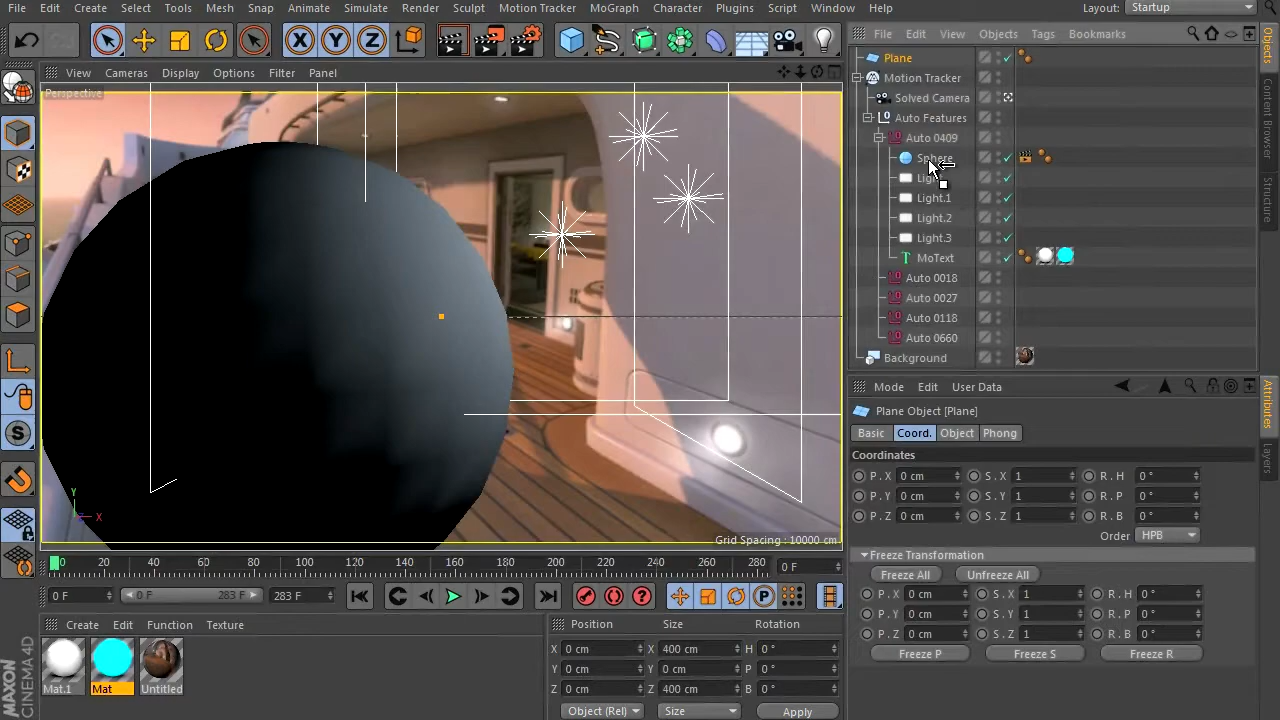 File Edit Create Select Tools Mesh Snap Animate Simulate Render Sculpt Motion Tracker MoGraph Character Plugins Script Window Help Layout: Startup
File Edit View Objects Tags Bookmarks
View Cameras Display Options Filter Panel
Perspective
Plane
Motion Tracker
Solved Camera
Auto Features
Auto 0409
Sphere
Light.1
Light.2
Light.3
MoText
Auto 0018
Auto 0027
Auto 0118
Auto 0660
Background
Objects
Content Browser
Structure
Y
X
Grid Spacing : 10000 cm
0 20 40 60 80 100 120 140 160 180 200 220 240 260 280 0 F
0 F 0 F 283 F 283 F
Create Edit Function Texture
Mat.1 Mat Untitled
MAXON
CINEMA 4D
Position Size Rotation
X 0 cm X 400 cm H 0 °
Y 0 cm Y 0 cm P 0 °
Z 0 cm Z 400 cm B 0 °
Object (Rel) Size Apply
Mode Edit User Data
Plane Object [Plane]
Basic Coord. Object Phong
Coordinates
P . X 0 cm S . X 1 R . H 0 °
P . Y 0 cm S . Y 1 R . P 0 °
P . Z 0 cm S . Z 1 R . B 0 °
Order HPB
Freeze Transformation
Freeze All Unfreeze All
P . X 0 cm S . X 1 R . H 0 °
P . Y 0 cm S . Y 1 R . P 0 °
P . Z 0 cm S . Z 1 R . B 0 °
Freeze P Freeze S Freeze R
Attributes
Layers